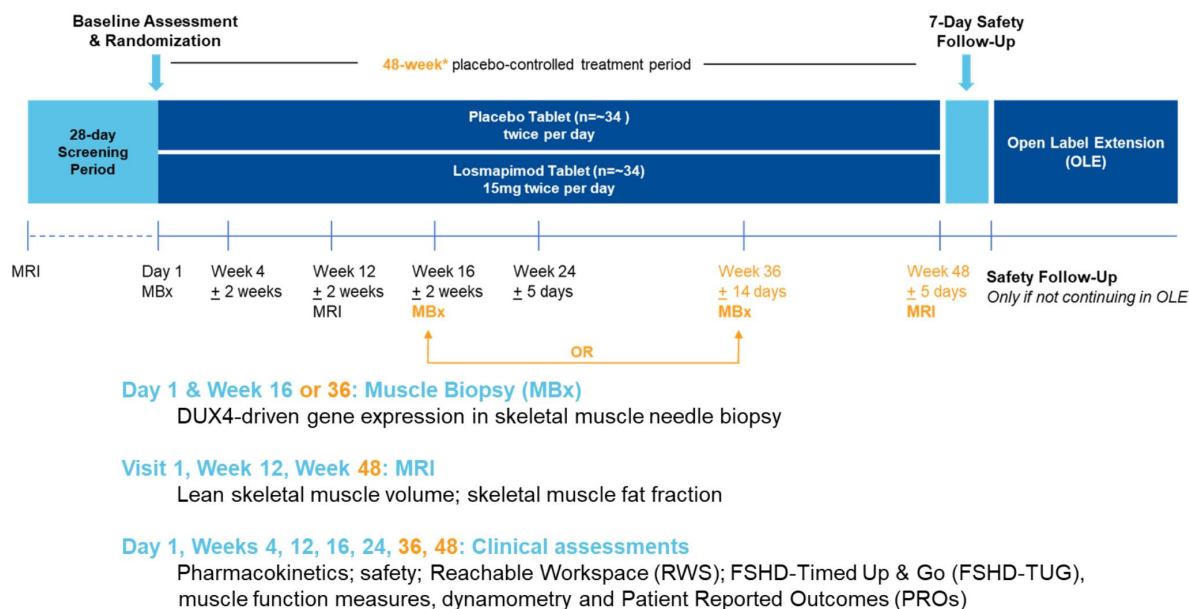 Baseline Assessment
& Randomization
7-Day Safety
Follow-Up
48-week* placebo-controlled treatment period
28-day
Screening
Period
Placebo Tablet (n=~34 )
twice per day
Losmapimod Tablet (n=~34)
15mg twice per day
Open Label Extension
(OLE)
MRI
Day 1
MBx
Week 4
± 2 weeks
Week 12
± 2 weeks
MRI
Week 16
± 2 weeks
MBx
Week 24
± 5 days
Week 36
± 14 days
MBx
Week 48
± 5 days
MRI
Safety Follow-Up
Only if not continuing in OLE
OR
Day 1 & Week 16 or 36: Muscle Biopsy (MBx)
DUX4-driven gene expression in skeletal muscle needle biopsy
Visit 1, Week 12, Week 48: MRI
Lean skeletal muscle volume; skeletal muscle fat fraction
Day 1, Weeks 4, 12, 16, 24, 36, 48: Clinical assessments
Pharmacokinetics; safety; Reachable Workspace (RWS); FSHD-Timed Up & Go (FSHD-TUG),
muscle function measures, dynamometry and Patient Reported Outcomes (PROs)